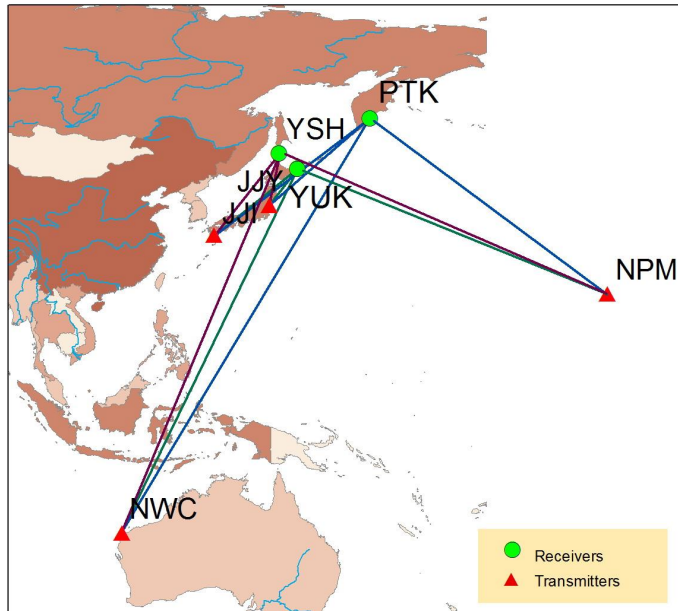 PTK
YSH
JJY
YUK
JJI
NPM
NWC
Receivers
Transmitters